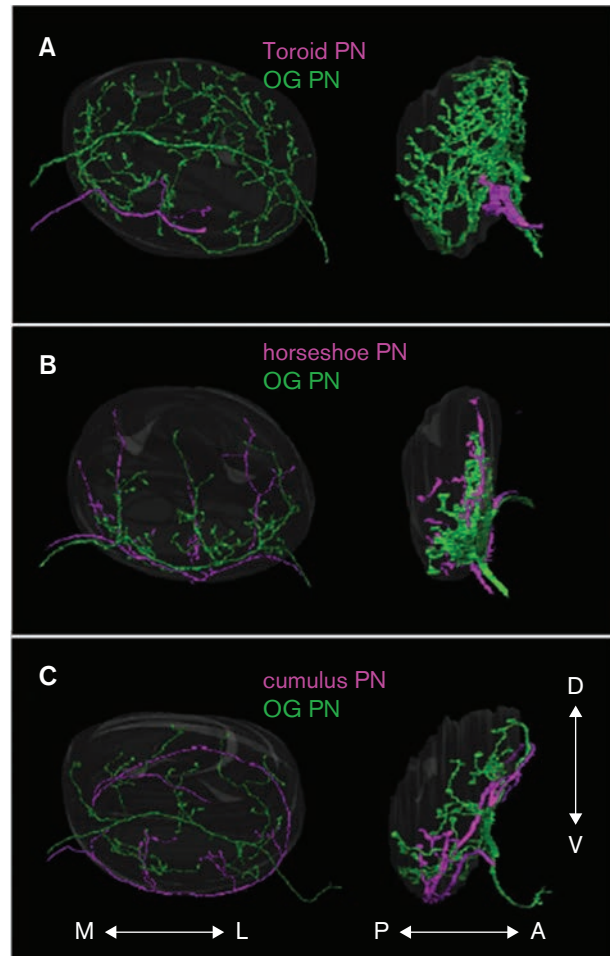 A
Toroid PN
OG PN
B
horseshoe PN
OG PN
C
cumulus PN
OG PN
D
V
M
L
P
A